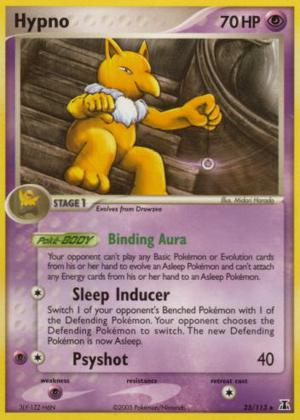 Hypno
70 HP
Illus. Midori Harada
STAGE 1
Evolves from Drowzee
Poké-BODY Binding Aura
Your opponent can't play any Basic Pokémon or Evolution cards
from his or her hand to evolve an Asleep Pokémon and can't attach
any Energy cards from his or her hand to an Asleep Pokémon.
Sleep Inducer
Switch 1 of your opponent's Benched Pokémon with 1 of
the Defending Pokémon. Your opponent chooses the
Defending Pokémon to switch. The new Defending
Pokémon is now Asleep.
Psyshot 40
weakness resistance retreat cost
©2005 Pokémon/Nintendo.